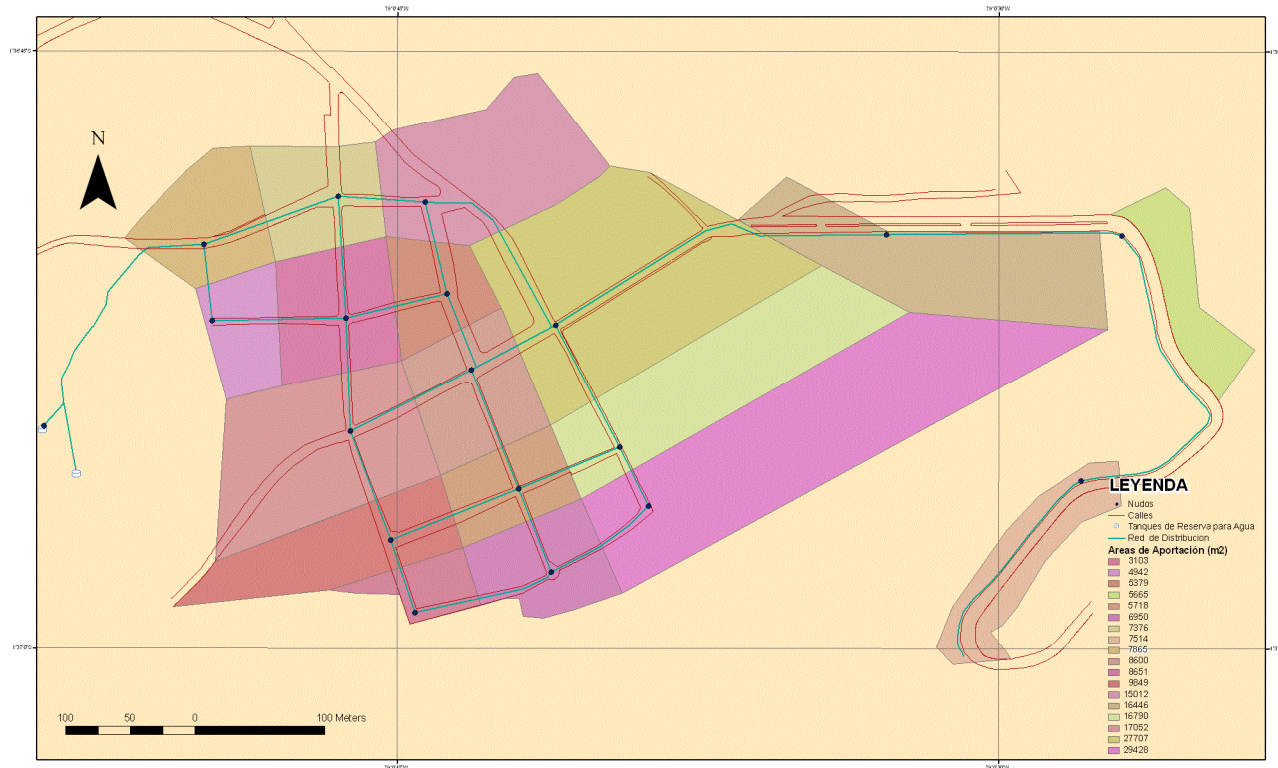 N
LEYENDA
Nudos
Calles
Tanques de Reserva para Agua
Red de Distribucion
Areas de Aportación (m2)
3103
4942
5379
5665
5718
6950
7376
7514
7865
8600
8651
9849
15012
16446
16790
17052
27707
29428
100 50 0 100 Meters